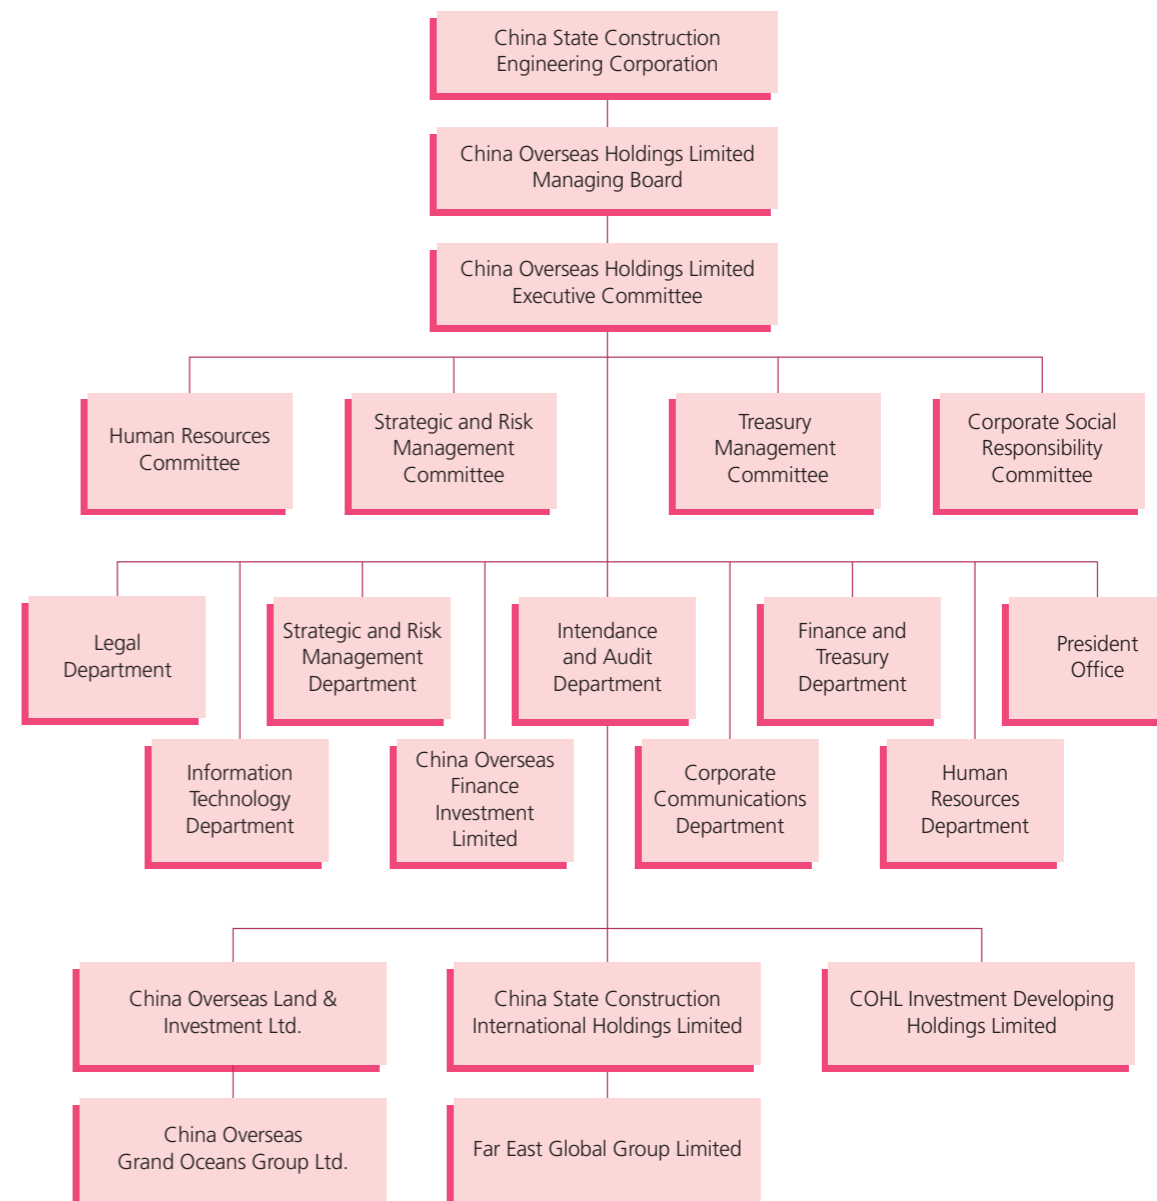 China State Construction
Engineering Corporation
China Overseas Holdings Limited
Managing Board
China Overseas Holdings Limited
Executive Committee
Human Resources
Committee
Strategic and Risk
Management
Committee
Treasury
Management
Committee
Corporate Social
Responsibility
Committee
Legal
Department
Strategic and Risk
Management
Department
Intendance
and Audit
Department
Finance and
Treasury
Department
President
Office
Information
Technology
Department
China Overseas
Finance
Investment
Limited
Corporate
Communications
Department
Human
Resources
Department
China Overseas Land &
Investment Ltd.
China State Construction
International Holdings Limited
COHL Investment Developing
Holdings Limited
China Overseas
Grand Oceans Group Ltd.
Far East Global Group Limited